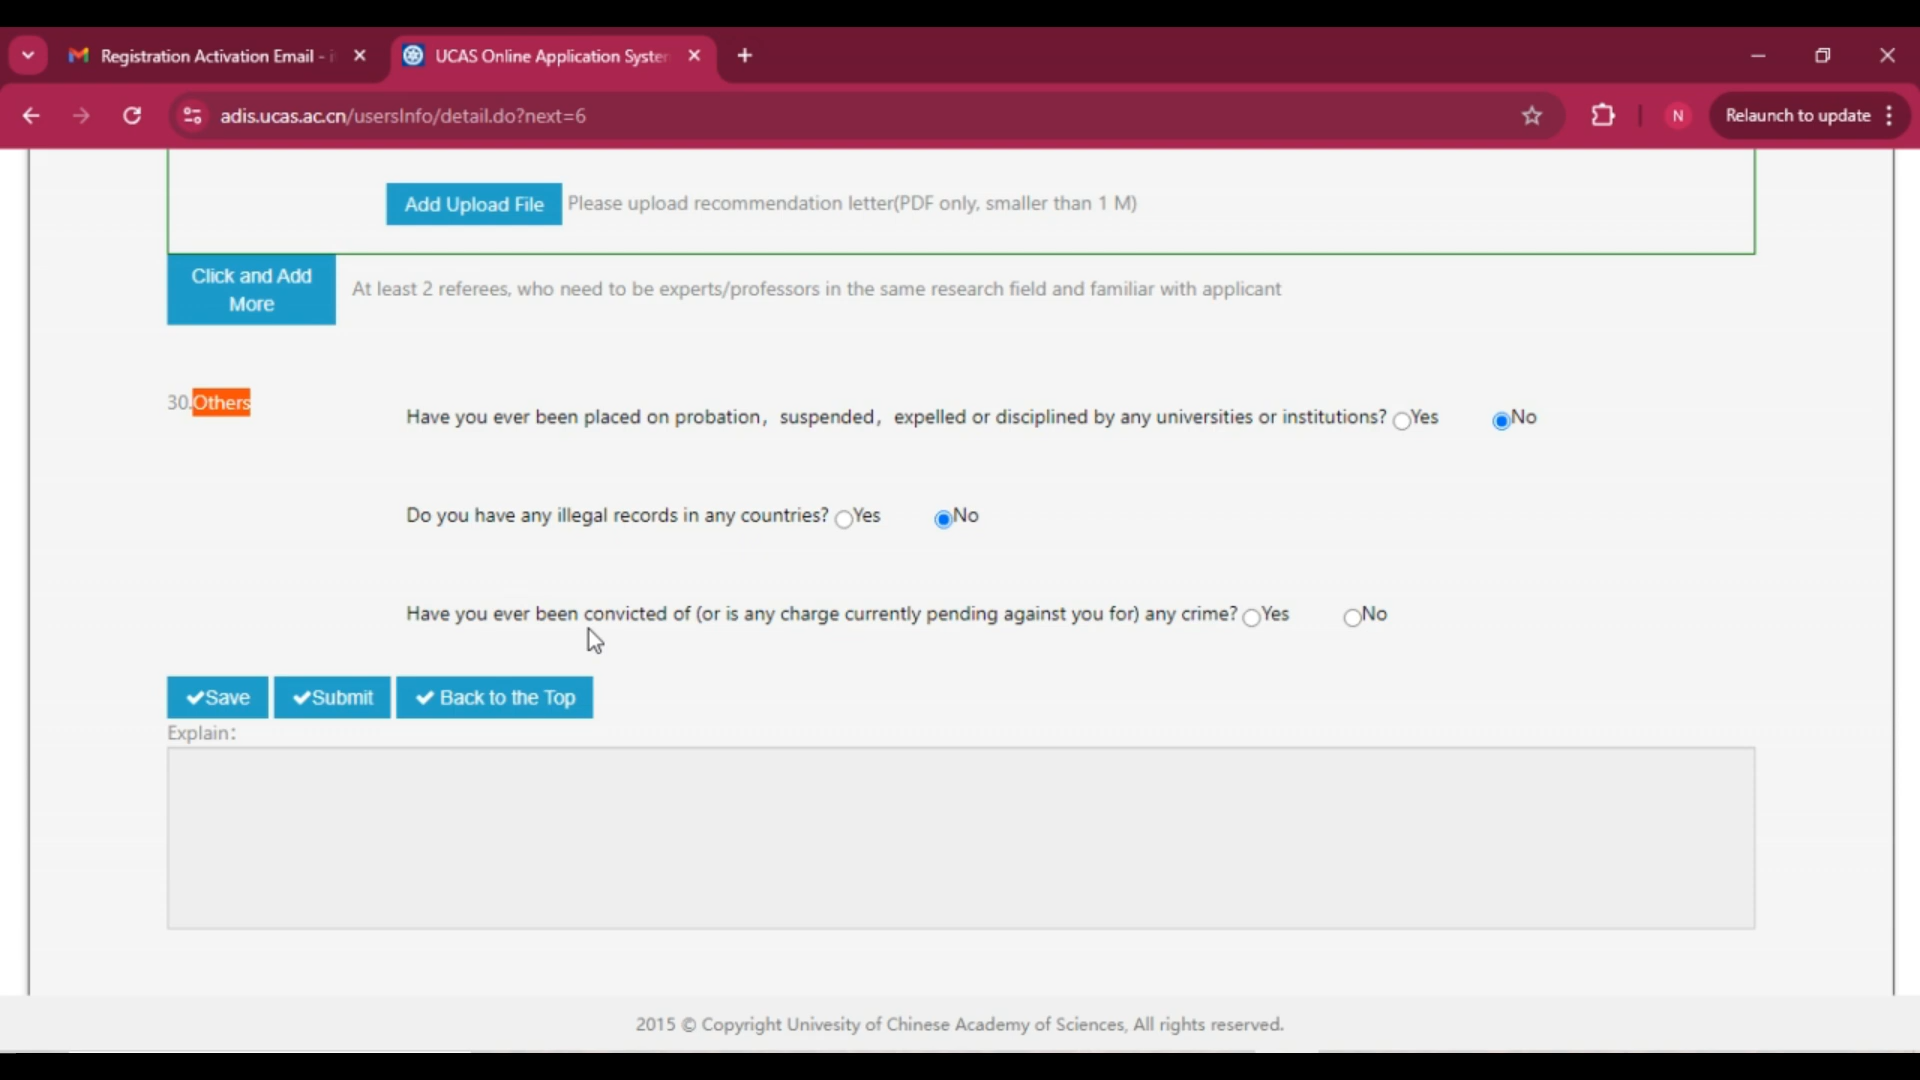 Registration Activation Email -
UCAS Online Application Syster
adis.ucas.ac.cn/usersInfo/detail.do?next=6
N
Relaunch to update
Add Upload File Please upload recommendation letter(PDF only, smaller than 1 M)
Click and Add
More
At least 2 referees, who need to be experts/professors in the same research field and familiar with applicant
30.Others
Have you ever been placed on probation，suspended，expelled or disciplined by any universities or institutions? Yes No
Do you have any illegal records in any countries? Yes No
Have you ever been convicted of (or is any charge currently pending against you for) any crime? Yes No
Save Submit Back to the Top
Explain：
2015 © Copyright Univesity of Chinese Academy of Sciences, All rights reserved.